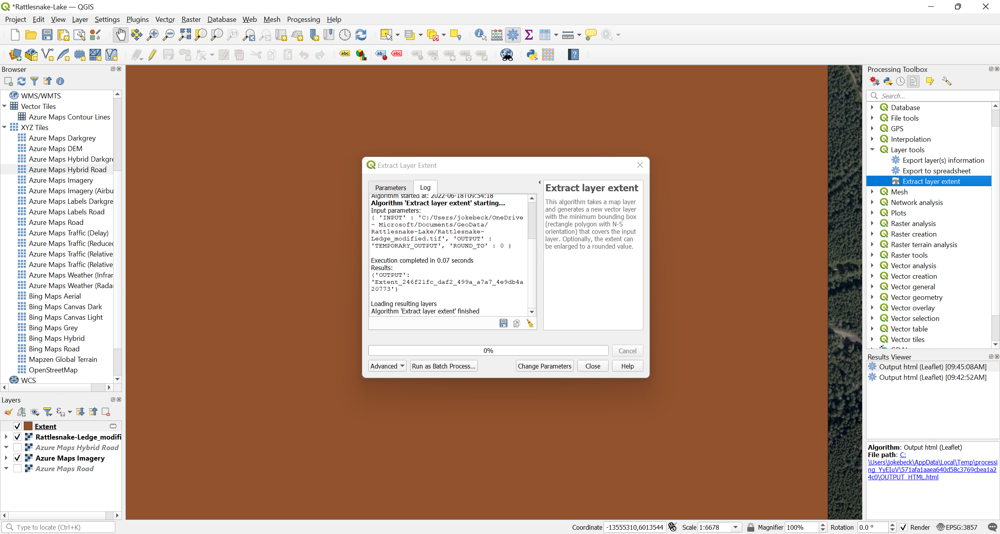 *Rattlesnake-Lake — QGIS
Project Edit View Layer Settings Plugins Vector Raster Database Web Mesh Processing Help
Browser
WMS/WMTS
Vector Tiles
Azure Maps Contour Lines
XYZ Tiles
Azure Maps Darkgrey
Azure Maps DEM
Azure Maps Hybrid Darkgre
Azure Maps Hybrid Road
Azure Maps Imagery
Azure Maps Imagery (Airbu
Azure Maps Labels Darkgre
Azure Maps Labels Road
Azure Maps Road
Azure Maps Traffic (Delay)
Azure Maps Traffic (Reduced
Azure Maps Traffic (Relative
Azure Maps Traffic (Relative
Azure Maps Weather (Infrar
Azure Maps Weather (Radar
Bing Maps Aerial
Bing Maps Canvas Dark
Bing Maps Canvas Light
Bing Maps Grey
Bing Maps Hybrid
Bing Maps Road
Mapzen Global Terrain
OpenStreetMap
WCS
Layers
Extent
Rattlesnake-Ledge_modifi
Azure Maps Hybrid Road
Azure Maps Imagery
Azure Maps Road
Type to locate (Ctrl+K)
Extract Layer Extent
Parameters Log
Algorithm started at: 2022-06-18T09:54:18
Algorithm 'Extract layer extent' starting...
Input parameters:
{ 'INPUT' : 'C:/Users/jokebeck/OneDrive
- Microsoft/Documents/GeoData/
Rattlesnake-Lake/Rattlesnake-
Ledge_modified.tif', 'OUTPUT' :
'TEMPORARY_OUTPUT', 'ROUND_TO' : 0 }
Execution completed in 0.07 seconds
Results:
{'OUTPUT':
'Extent_246f21fc_daf2_499a_a7a7_4e9db4a
20773'}
Loading resulting layers
Algorithm 'Extract layer extent' finished
Extract layer extent
This algorithm takes a map layer
and generates a new vector layer
with the minimum bounding box
(rectangle polygon with N-S
orientation) that covers the input
layer. Optionally, the extent can
be enlarged to a rounded value.
0%
Cancel
Advanced Run as Batch Process... Change Parameters Close Help
Processing Toolbox
Search...
Database
File tools
GPS
Interpolation
Layer tools
Export layer(s) information
Export to spreadsheet
Extract layer extent
Mesh
Network analysis
Plots
Raster analysis
Raster creation
Raster terrain analysis
Raster tools
Vector analysis
Vector creation
Vector general
Vector geometry
Vector overlay
Vector selection
Vector table
Vector tiles
Results Viewer
Output html (Leaflet) [09:45:08AM]
Output html (Leaflet) [09:42:52AM]
Algorithm: Output html (Leaflet)
File path: C:
\Users\jokebeck\AppData\Local\Temp\processi
ng_YyEIuV\571afa1aaea640d58c3769cbea1a2
4c0\OUTPUT_HTML.html
Coordinate -13555310,6013544 Scale 1:6678 Magnifier 100% Rotation 0.0 ° Render EPSG:3857